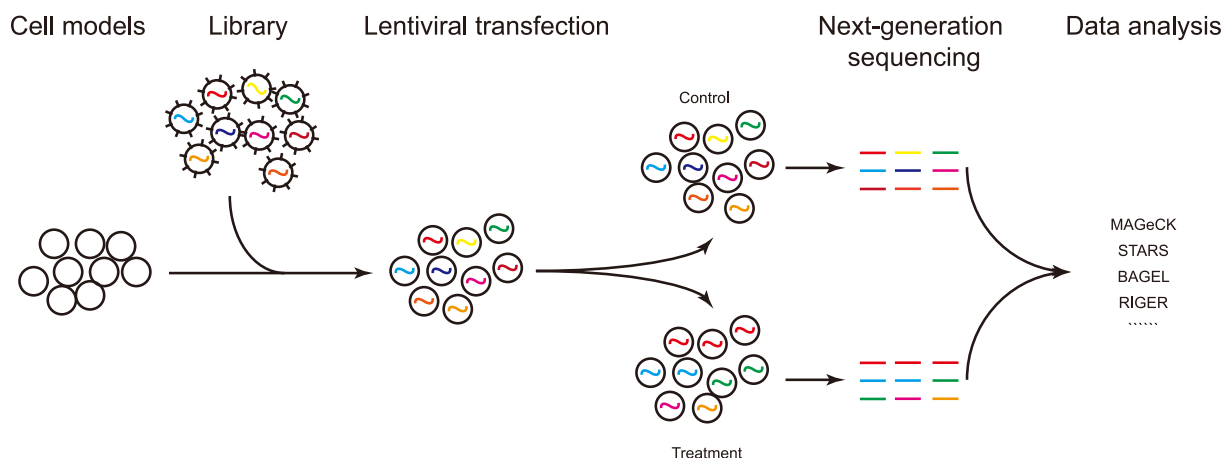 Cell models
Library
Lentiviral transfection
Next-generation
sequencing
Data analysis
Control
Treatment
MAGeCK
STARS
BAGEL
RIGER
``````